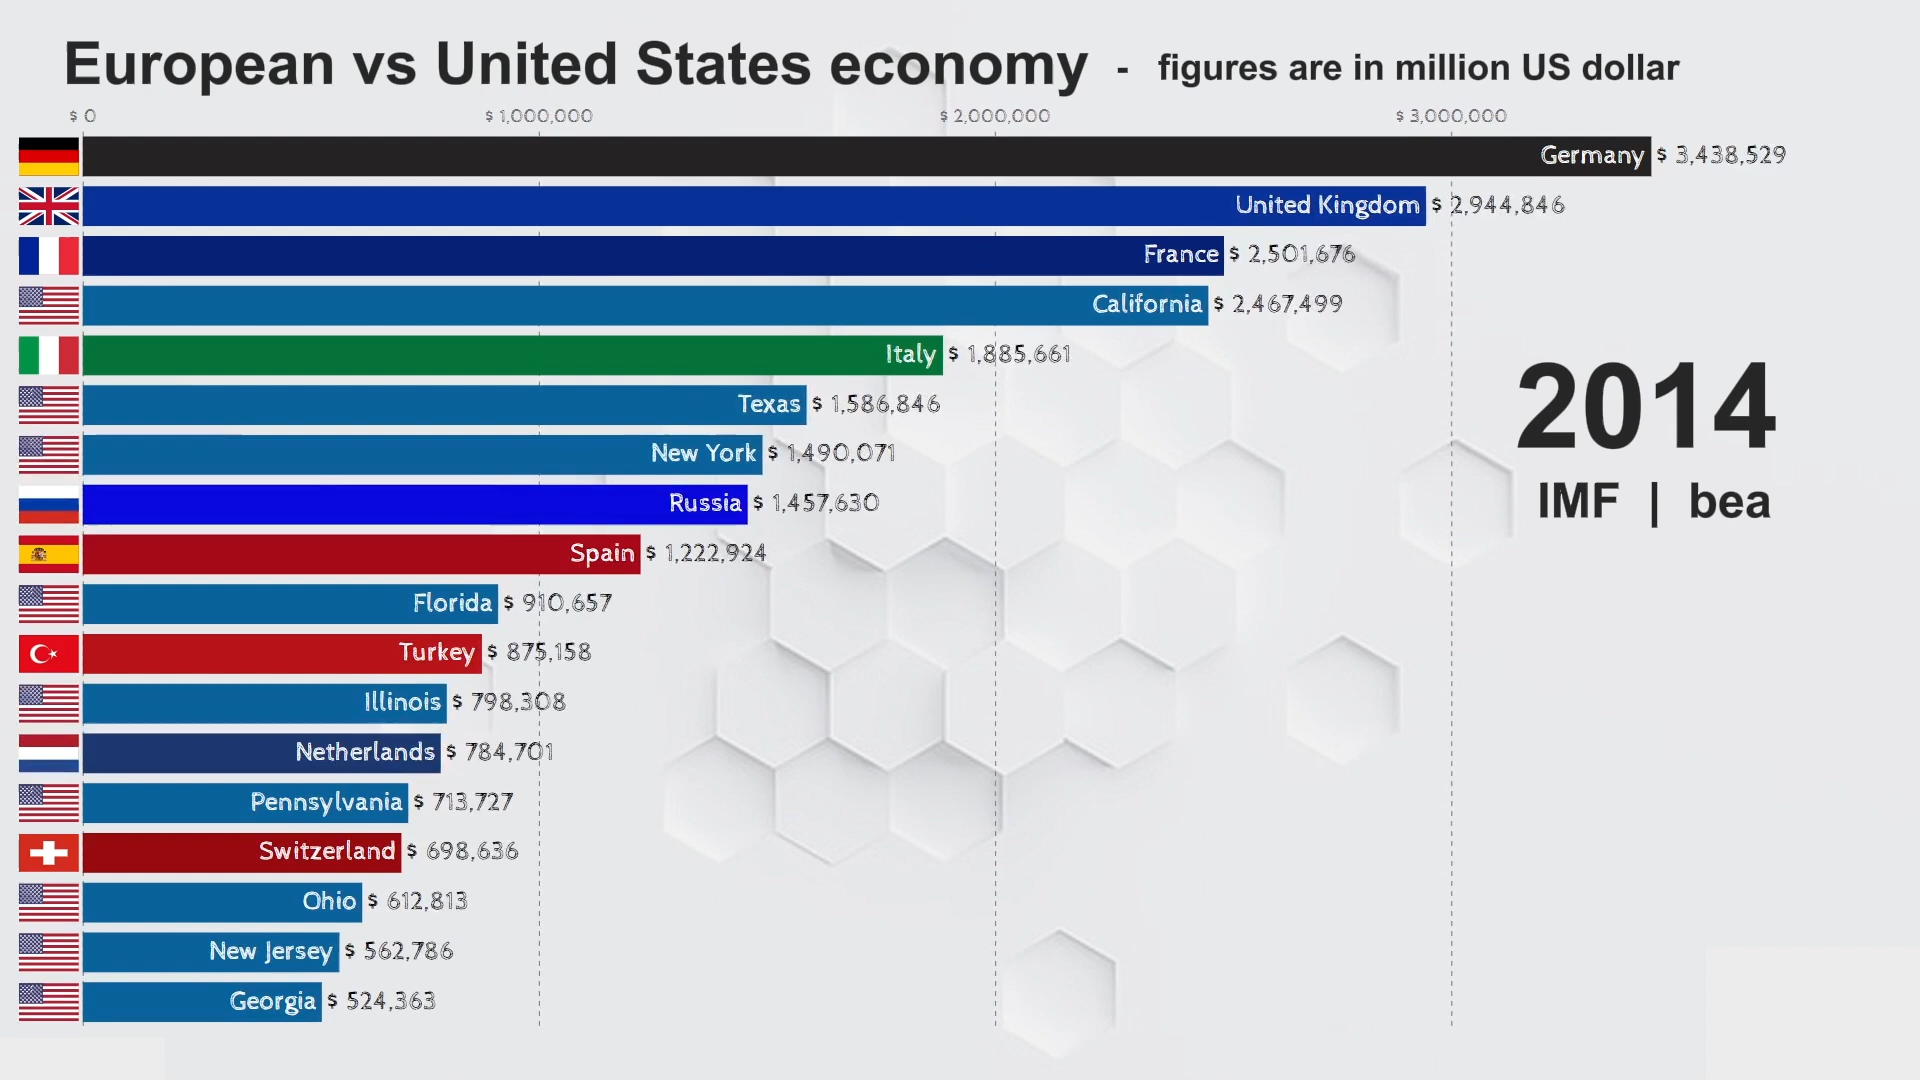 European vs United States economy - figures are in million US dollar
$ 0 $ 1,000,000 $ 2,000,000 $ 3,000,000
Germany $ 3,438,529
United Kingdom $ 2,944,846
France $ 2,501,676
California $ 2,467,499
Italy $ 1,885,661
Texas $ 1,586,846
New York $ 1,490,071
Russia $ 1,457,630
Spain $ 1,222,924
Florida $ 910,657
Turkey $ 875,158
Illinois $ 798,308
Netherlands $ 784,701
Pennsylvania $ 713,727
Switzerland $ 698,636
Ohio $ 612,813
New Jersey $ 562,786
Georgia $ 524,363
2014
IMF | bea